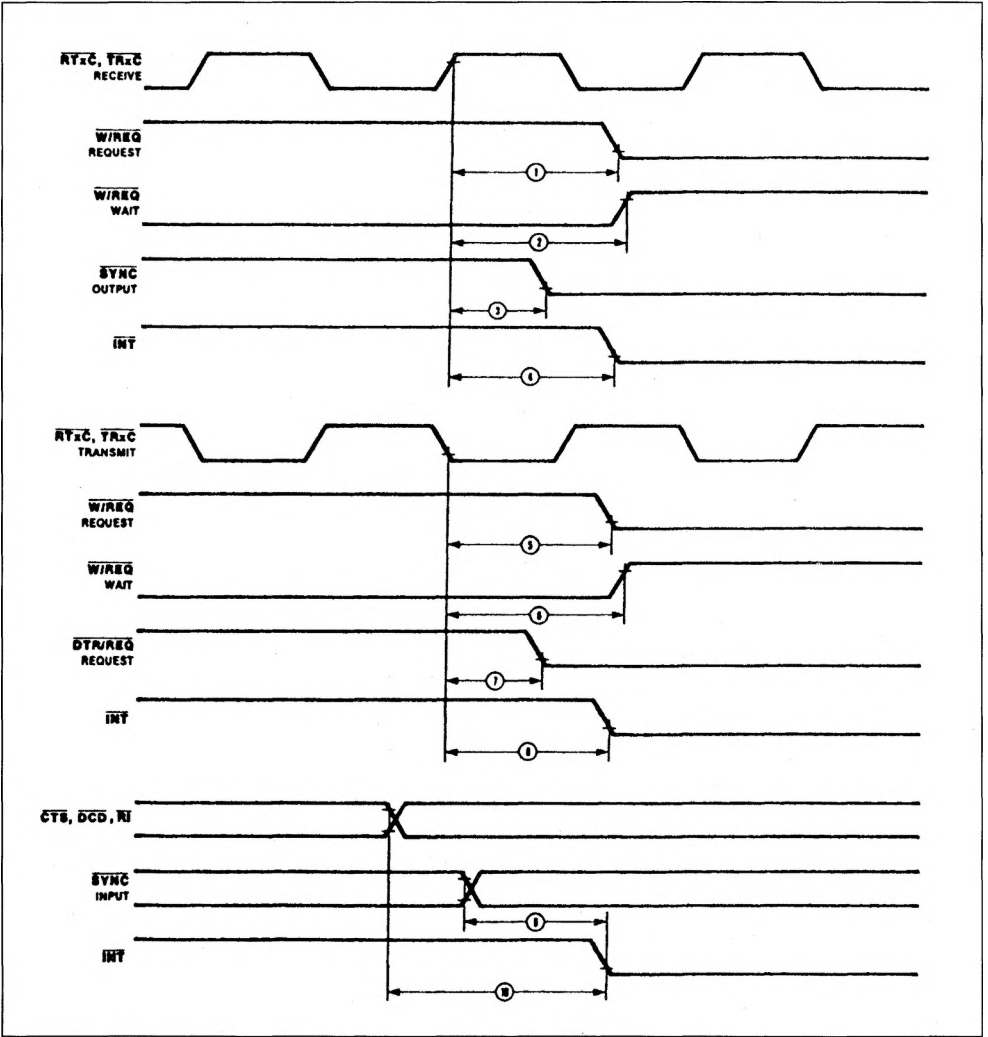 RTxC, TRxC
RECEIVE
W/REQ
REQUEST
1
W/REQ
WAIT
2
SYNC
OUTPUT
3
INT
4
RTxC, TRxC
TRANSMIT
W/REQ
REQUEST
5
W/REQ
WAIT
6
DTR/REQ
REQUEST
7
INT
8
CTS, DCD, RI
SYNC
INPUT
9
INT
10